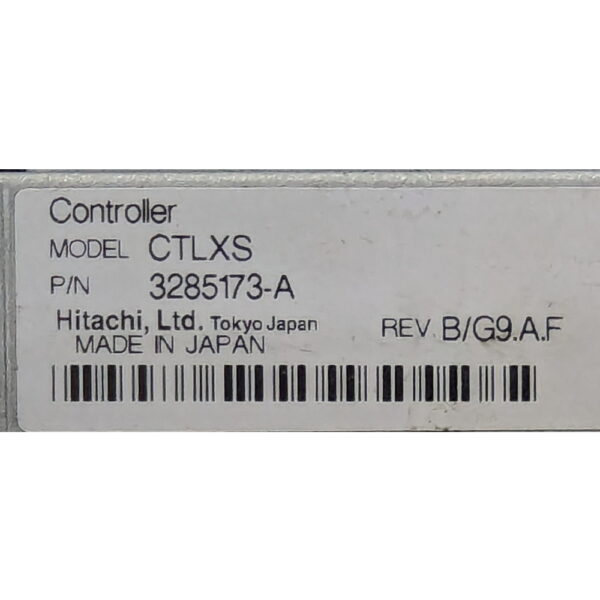 Controller
MODEL CTLXS
P/N 3285173-A
Hitachi, Ltd. Tokyo Japan
REV. B/G9.A.F
MADE IN JAPAN